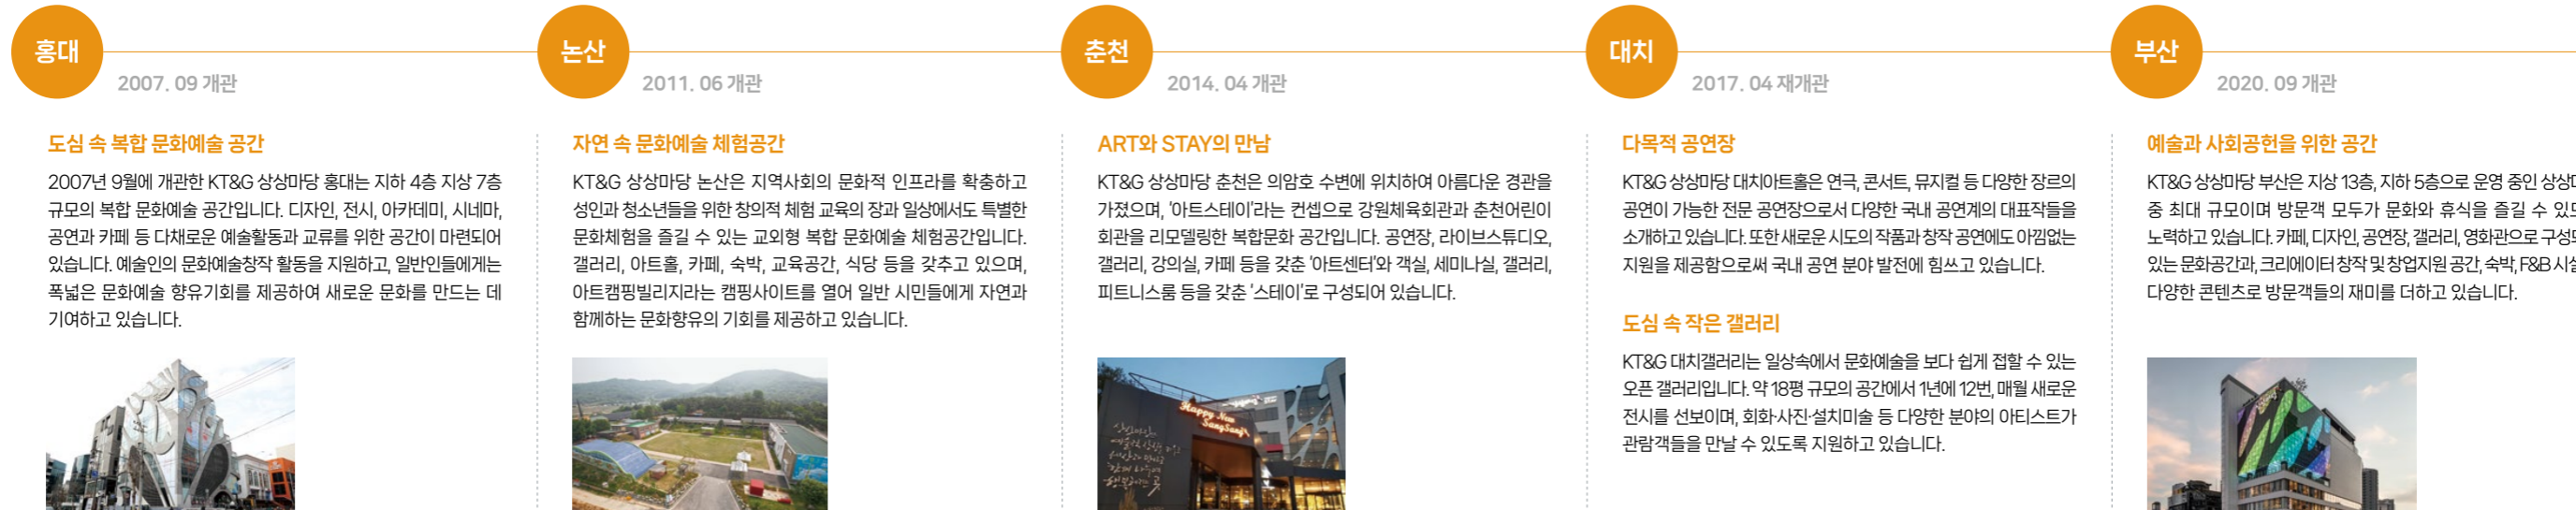 홍대
2007. 09 개관
도심 속 복합 문화예술 공간
2007년 9월에 개관한 KT&G 상상마당 홍대는 지하 4층 지상 7층
규모의 복합 문화예술 공간입니다. 디자인, 전시, 아카데미, 시네마,
공연과 카페 등 다채로운 예술활동과 교류를 위한 공간이 마련되어
있습니다. 예술인의 문화예술창작 활동을 지원하고, 일반인들에게는
폭넓은 문화예술 향유기회를 제공하여 새로운 문화를 만드는 데
기여하고 있습니다.
논산
2011. 06 개관
자연 속 문화예술 체험공간
KT&G 상상마당 논산은 지역사회의 문화적 인프라를 확충하고
성인과 청소년들을 위한 창의적 체험 교육의 장과 일상에서도 특별한
문화체험을 즐길 수 있는 교외형 복합 문화예술 체험공간입니다.
갤러리, 아트홀, 카페, 숙박, 교육공간, 식당 등을 갖추고 있으며,
아트캠핑빌리지라는 캠핑사이트를 열어 일반 시민들에게 자연과
함께하는 문화향유의 기회를 제공하고 있습니다.
춘천
2014. 04 개관
ART와 STAY의 만남
KT&G 상상마당 춘천은 의암호 수변에 위치하여 아름다운 경관을
가졌으며, '아트스테이'라는 컨셉으로 강원체육회관과 춘천어린이
회관을 리모델링한 복합문화 공간입니다. 공연장, 라이브스튜디오,
갤러리, 강의실, 카페 등을 갖춘 '아트센터'와 객실, 세미나실, 갤러리,
피트니스룸 등을 갖춘 '스테이'로 구성되어 있습니다.
Happy New
SangSang
대치
2017. 04 재개관
다목적 공연장
KT&G 상상마당 대치아트홀은 연극, 콘서트, 뮤지컬 등 다양한 장르의
공연이 가능한 전문 공연장으로서 다양한 국내 공연계의 대표작들을
소개하고 있습니다. 또한 새로운 시도의 작품과 창작 공연에도 아낌없는
지원을 제공함으로써 국내 공연 분야 발전에 힘쓰고 있습니다.
도심 속 작은 갤러리
KT&G 대치갤러리는 일상속에서 문화예술을 보다 쉽게 접할 수 있는
오픈 갤러리입니다. 약 18평 규모의 공간에서 1년에 12번, 매월 새로운
전시를 선보이며, 회화·사진·설치미술 등 다양한 분야의 아티스트가
관람객들을 만날 수 있도록 지원하고 있습니다.
부산
2020. 09 개관
예술과 사회공헌을 위한 공간
KT&G 상상마당 부산은 지상 13층, 지하 5층으로 운영 중인
중 최대 규모이며 방문객 모두가 문화와 휴식을 즐길 수
노력하고 있습니다. 카페, 디자인, 공연장, 갤러리, 영화관으로
있는 문화공간과, 크리에이터 창작 및 창업지원 공간, 숙박, F&B
다양한 콘텐츠로 방문객들의 재미를 더하고 있습니다.